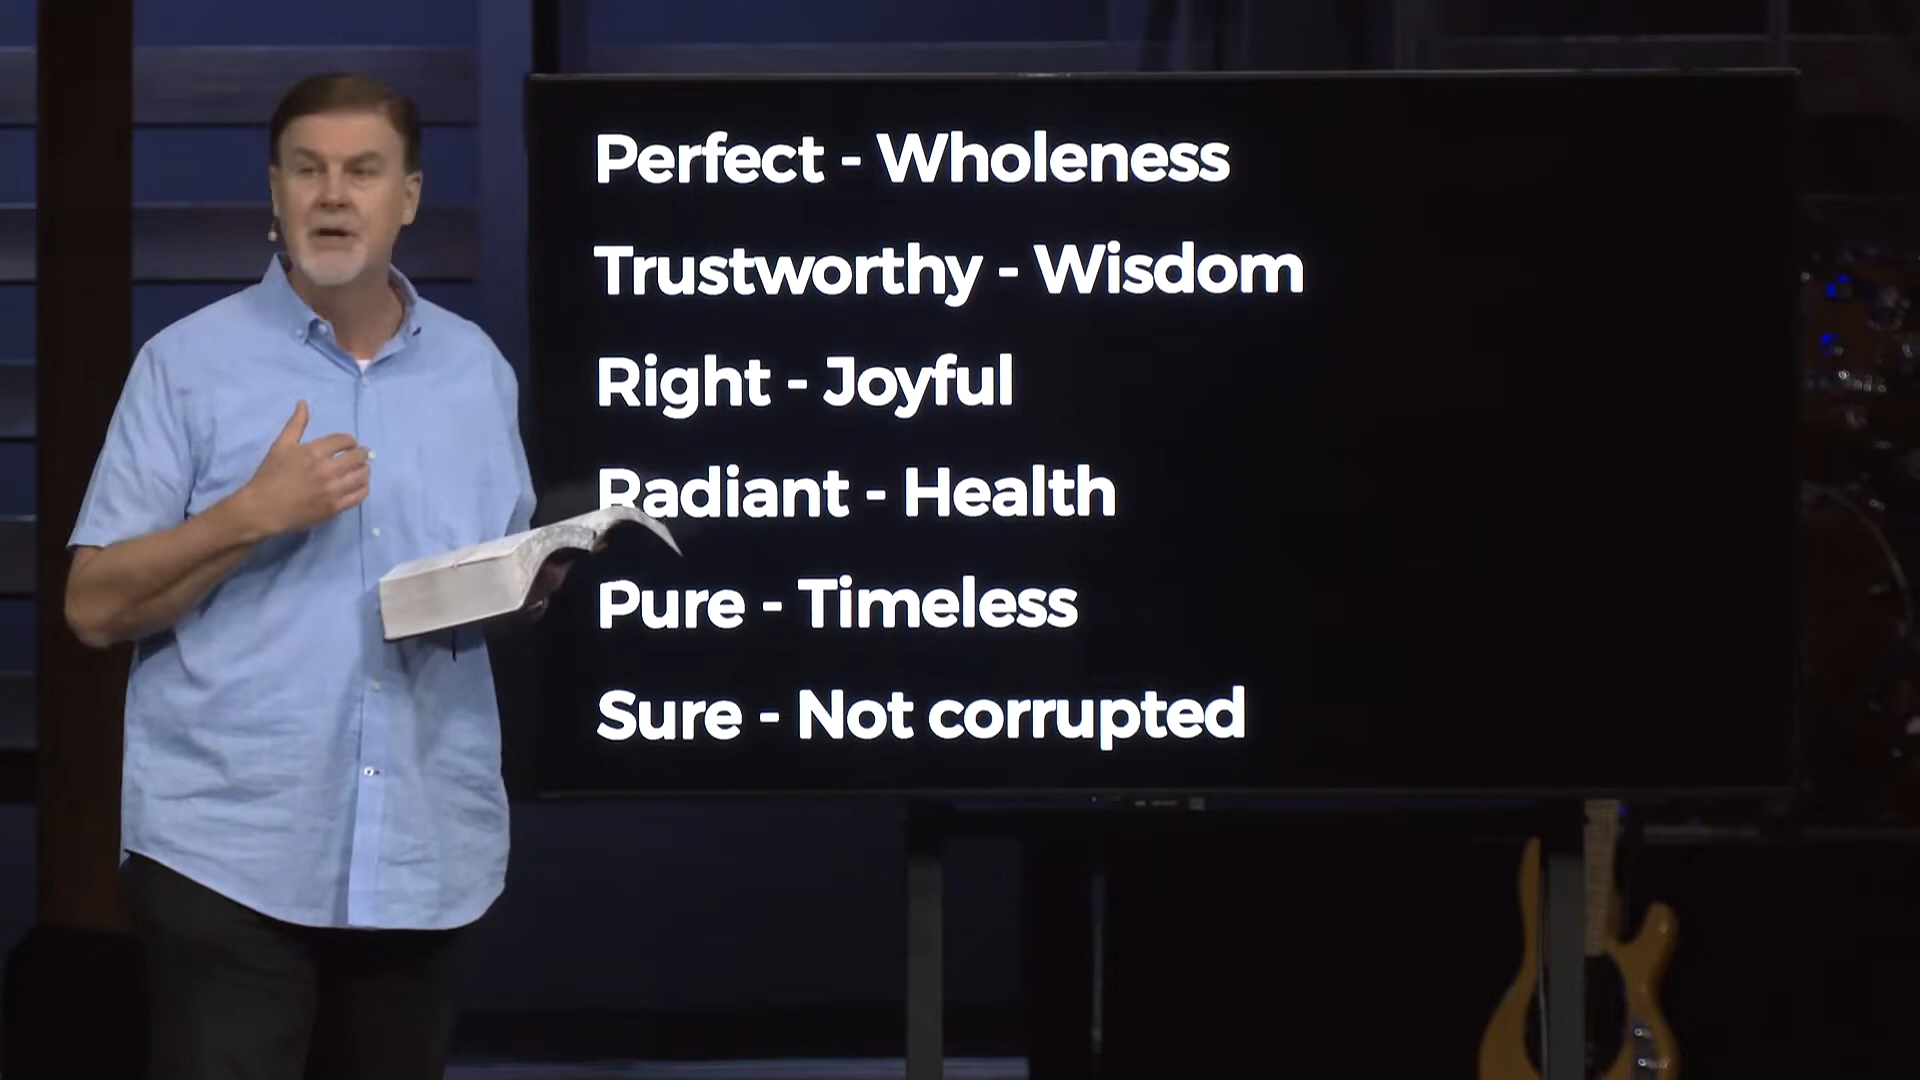 Perfect - Wholeness
Trustworthy - Wisdom
Right - Joyful
Radiant - Health
Pure - Timeless
Sure - Not corrupted